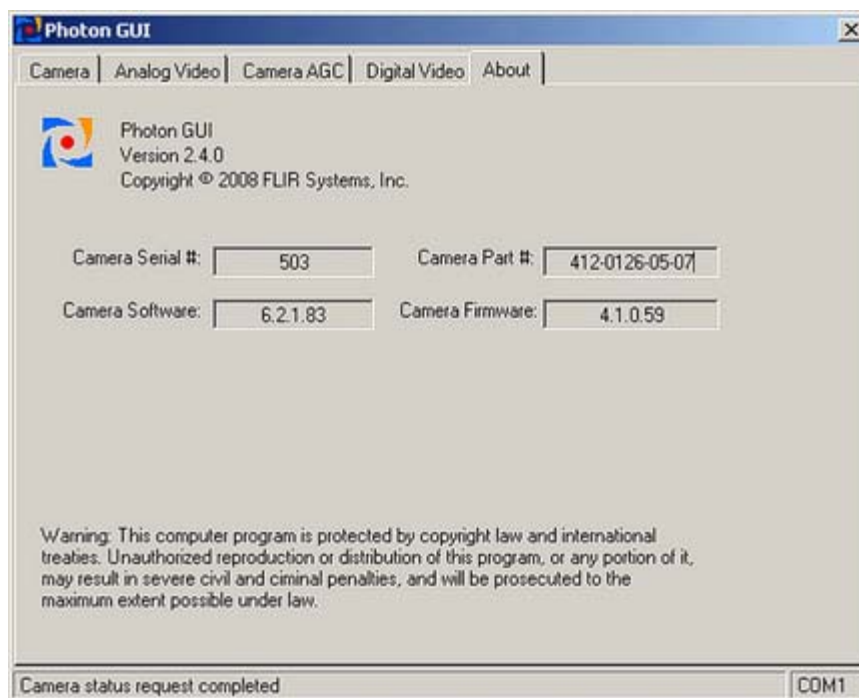 Photon GUI
Camera
Analog Video
Camera AGC
Digital Video
About
Photon GUI
Version 2.4.0
Copyright © 2008 FLIR Systems, Inc.
Camera Serial #: 503
Camera Part #: 412-0126-05-07
Camera Software: 6.2.1.83
Camera Firmware: 4.1.0.59
Warning: This computer program is protected by copyright law and international
treaties. Unauthorized reproduction or distribution of this program, or any portion of it,
may result in severe civil and ciminal penalties, and will be prosecuted to the
maximum extent possible under law.
Camera status request completed
COM1